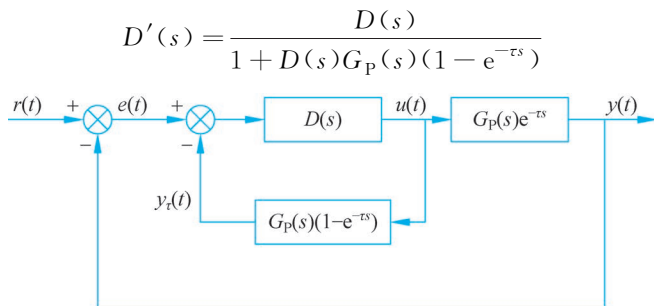 D′(s) = D(s) / (1 + D(s)G_P(s)(1 − e^{−τs}))
r(t) + e(t) + D(s) u(t) G_P(s)e^{−τs} y(t)
− −
y_τ(t) G_P(s)(1−e^{−τs})